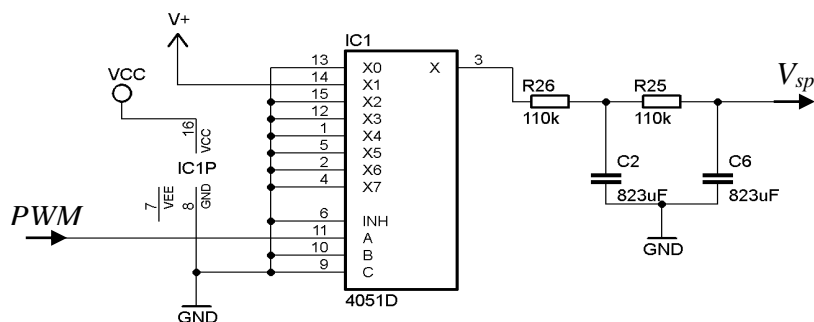 V+
IC1
VCC
13 X0 X 3
14 X1
15 X2
12 X3
1 X4
5 X5
2 X6
4 X7
6 INH
11 A
10 B
9 C
4051D
16 VCC
IC1P
7 VEE
8 GND
PWM
GND
R26
110k
R25
110k
V_sp
C2
823uF
C6
823uF
GND